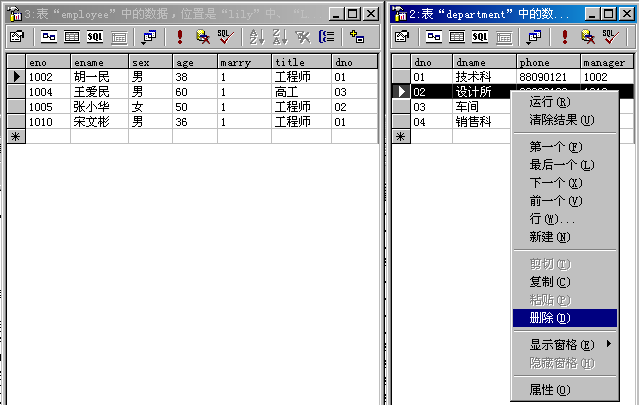 3:表“employee”中的数据,位置是“lily”中、“L
eno ename sex age marry title dno
1002 胡一民 男 38 1 工程师 01
1004 王爱民 男 60 1 高工 03
1005 张小华 女 50 1 工程师 02
1010 宋文彬 男 36 1 工程师 01
2:表“department”中的数...
dno dname phone manager
01 技术科 88090121 1002
02 设计所
03 车间
04 销售科
运行(R)
清除结果(U)
第一个(F)
最后一个(L)
下一个(X)
前一个(V)
行(W)...
新建(N)
剪切(T)
复制(C)
粘贴(P)
删除(D)
显示窗格(E)
隐藏窗格(H)
属性(O)